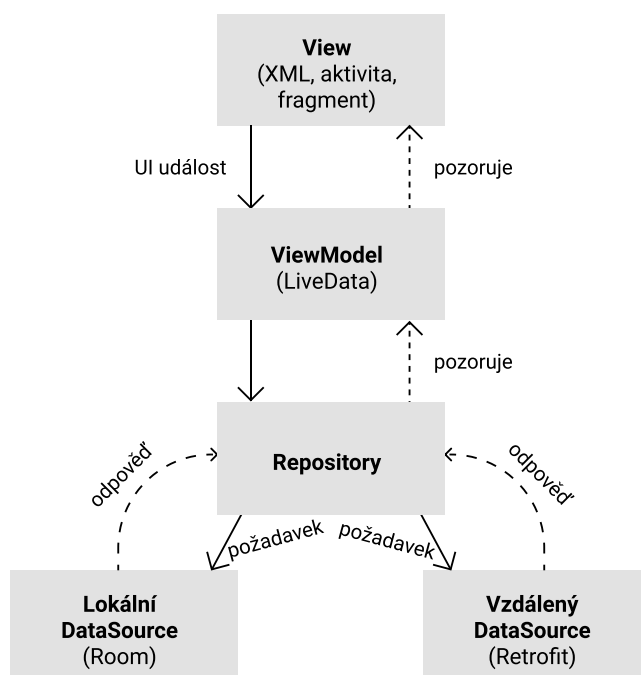 View
(XML, aktivita,
fragment)
UI událost
pozoruje
ViewModel
(LiveData)
pozoruje
Repository
odpověď
odpověď
požadavek
požadavek
Lokální
DataSource
(Room)
Vzdálený
DataSource
(Retrofit)